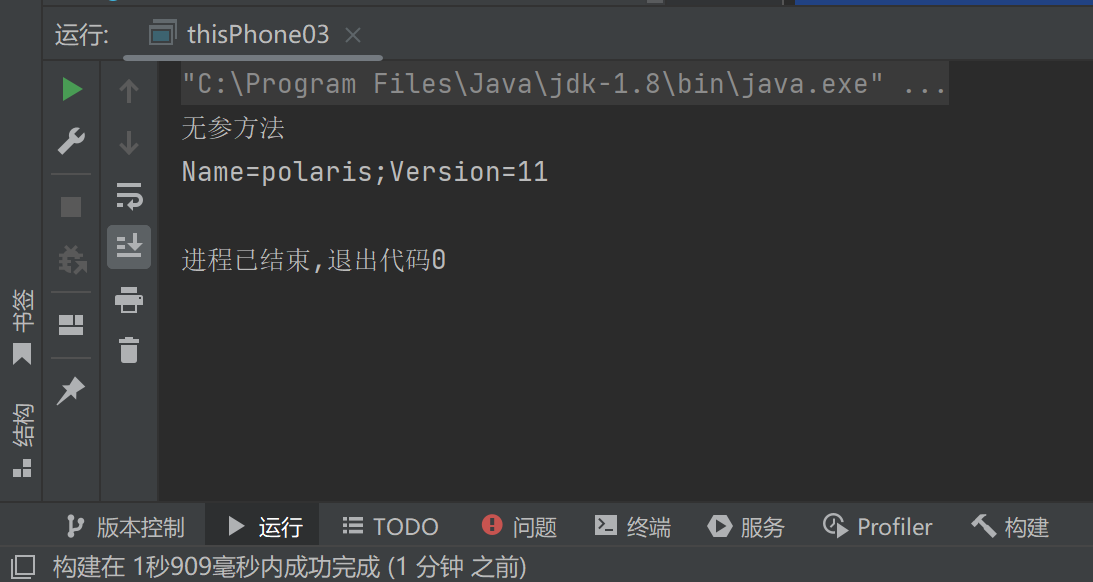 运行: thisPhone03
"C:\Program Files\Java\jdk-1.8\bin\java.exe" ...
无参方法
Name=polaris;Version=11
进程已结束,退出代码0
书签
结构
版本控制 运行 TODO 问题 终端 服务 Profiler 构建
构建在 1秒909毫秒内成功完成 (1 分钟 之前)